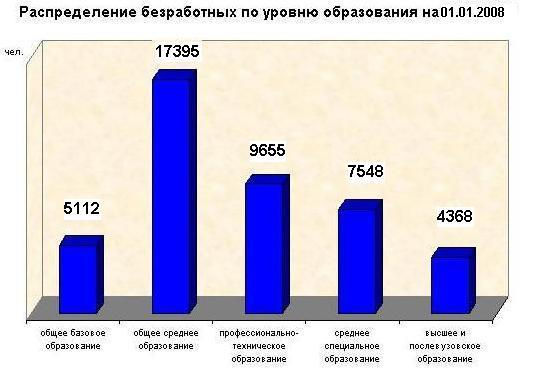 Распределение безработных по уровню образования на01.01.2008
чел.
17395
9655
7548
5112
4368
общее базовое
образование
общее среднее
образование
профессионально-
техническое
образование
среднее
специальное
образование
высшее и
послевузовское
образование